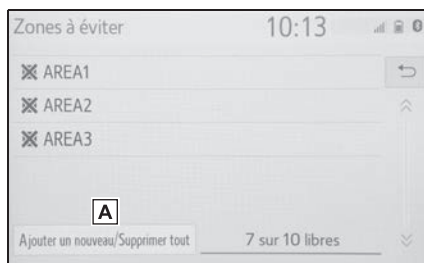 Zones à éviter 10:13
AREA1
AREA2
AREA3
A
Ajouter un nouveau/Supprimer tout 7 sur 10 libres